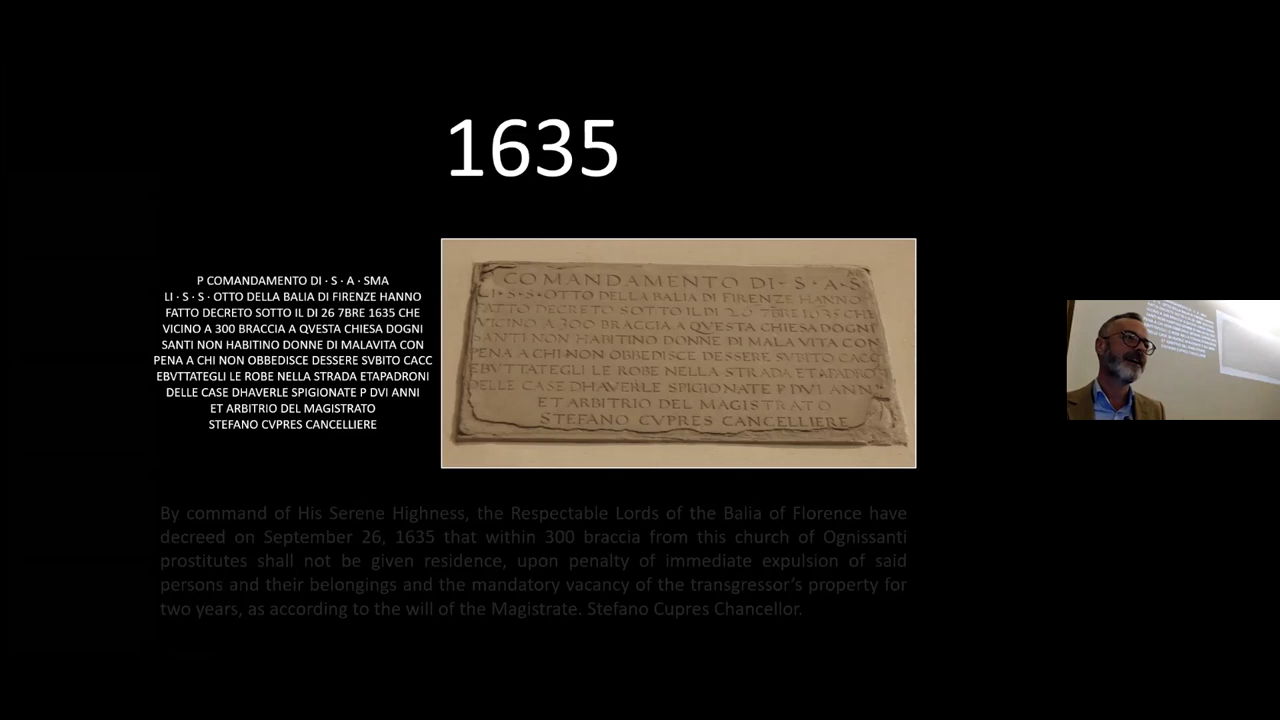 1635
P COMANDAMENTO DI · S · A · SMA
LI · S · S · OTTO DELLA BALIA DI FIRENZE HANNO
FATTO DECRETO SOTTO IL DI 26 7BRE 1635 CHE
VICINO A 300 BRACCIA A QVESTA CHIESA DOGNI
SANTI NON HABITINO DONNE DI MALAVITA CON
PENA A CHI NON OBBEDISCE DESSERE SVBITO CACC
EBVTTATEGLI LE ROBE NELLA STRADA ETAPADRONI
DELLE CASE DHAVERLE SPIGIONATE P DVI ANNI
ET ARBITRIO DEL MAGISTRATO
STEFANO CVPRES CANCELLIERE
COMANDAMENTO DI · S · A · S
LI · S · S · OTTO DELLA BALIA DI FIRENZE HANNO
FATTO DECRETO SOTTO IL DI 7BRE 1635 CHE
VICINO A 300 BRACCIA A QVESTA CHIESA DOGNI
SANTI NON HABITINO DONNE DI MALA VITA CON
PENA A CHI NON OBBEDISCE DESSERE SVBITO CACC
EBVTTATEGLI LE ROBE NELLA STRADA ET APADRO
DELLE CASE DHAVERLE SPIGIONATE P DVI ANN
ET ARBITRIO DEL MAGISTRATO
STEFANO CVPRES CANCELLIERE
By command of His Serene Highness, the Respectable Lords of the Balia of Florence have
decreed on September 26, 1635 that within 300 braccia from this church of Ognissanti
prostitutes shall not be given residence, upon penalty of immediate expulsion of said
persons and their belongings and the mandatory vacancy of the transgressor's property for
two years, as according to the will of the Magistrate. Stefano Cupres Chancellor.